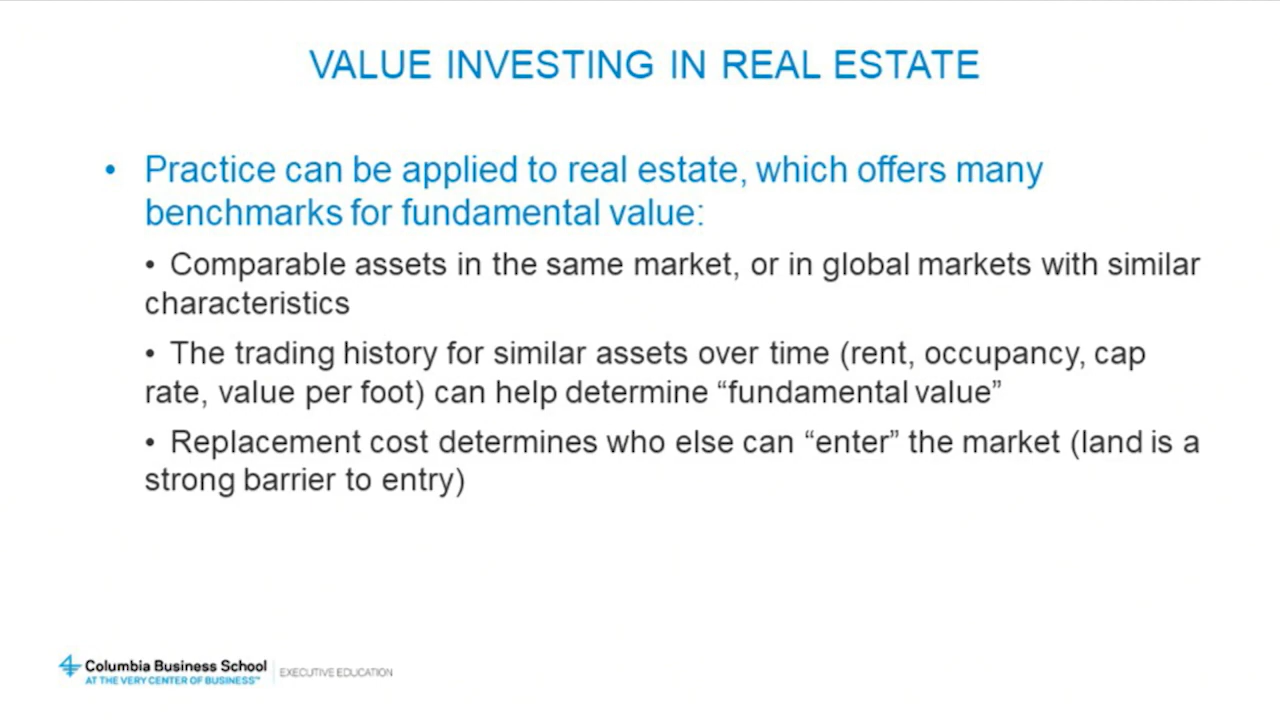 VALUE INVESTING IN REAL ESTATE
• Practice can be applied to real estate, which offers many
benchmarks for fundamental value:
• Comparable assets in the same market, or in global markets with similar
characteristics
• The trading history for similar assets over time (rent, occupancy, cap
rate, value per foot) can help determine “fundamental value”
• Replacement cost determines who else can “enter” the market (land is a
strong barrier to entry)
Columbia Business School
AT THE VERY CENTER OF BUSINESS™
EXECUTIVE EDUCATION